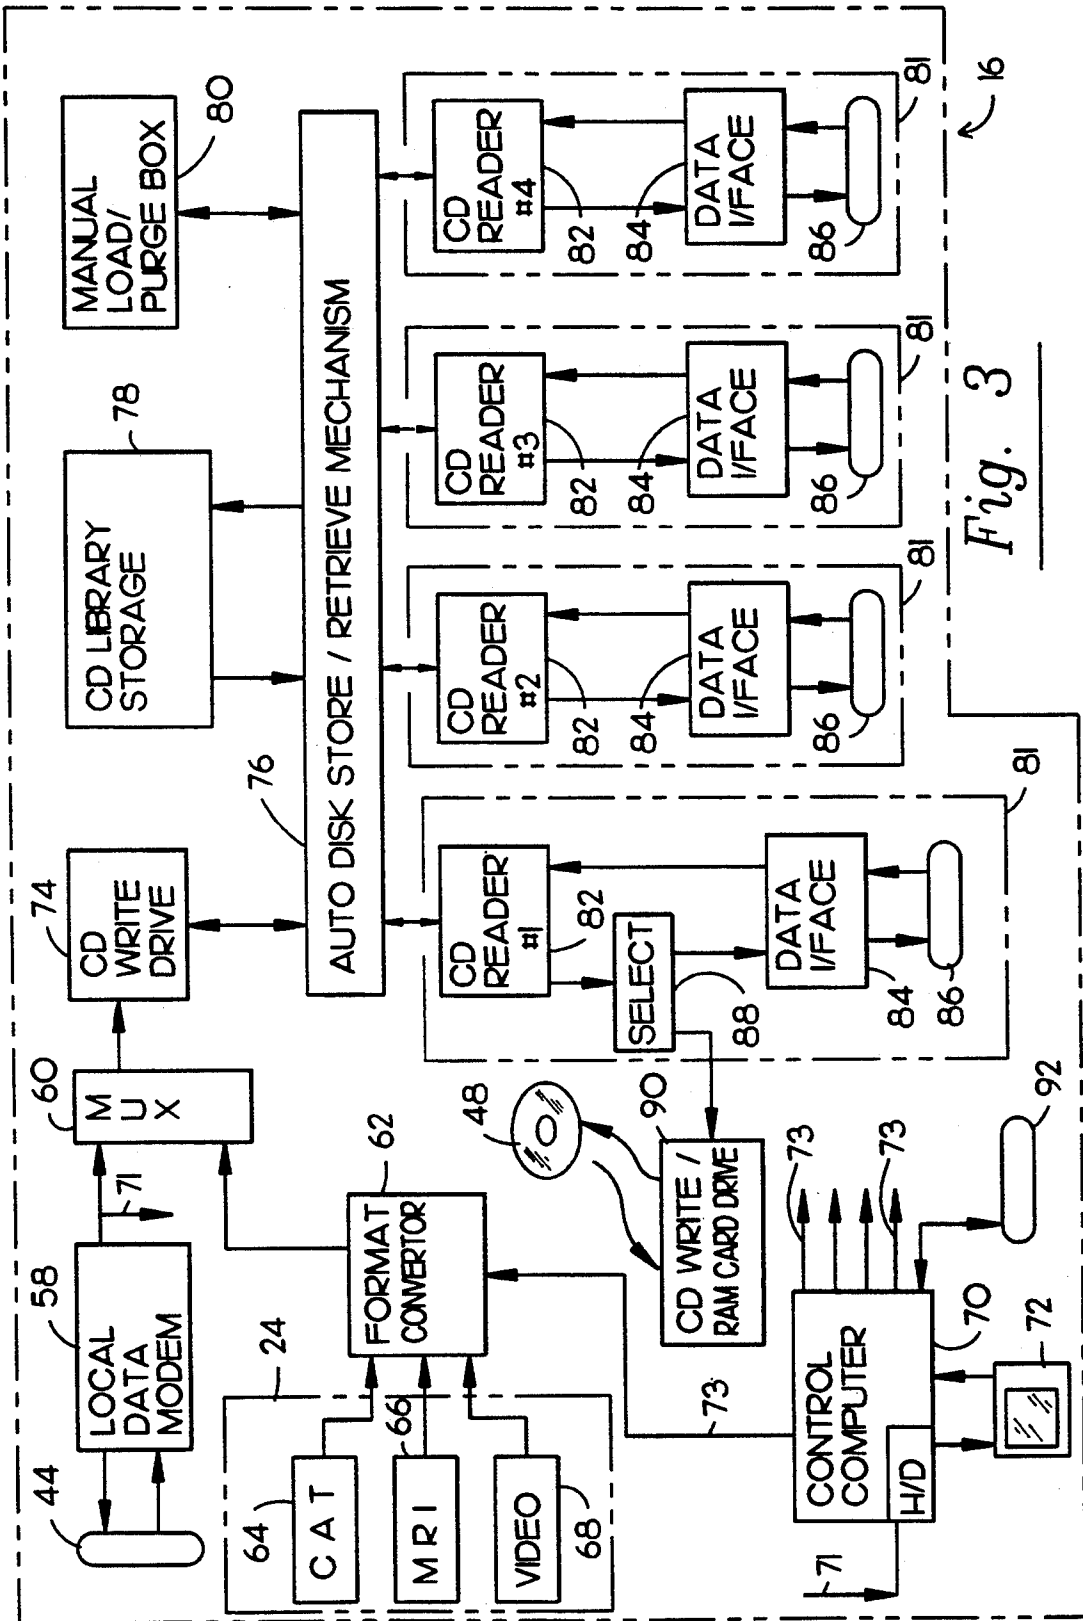 44
LOCAL
DATA
MODEM
58
71
MUX
60
CD
WRITE
DRIVE
74
CD LIBRARY
STORAGE
78
MANUAL
LOAD/
PURGE BOX
80
AUTO DISK STORE / RETRIEVE MECHANISM
76
24
CAT
64
MRI
66
VIDEO
68
FORMAT
CONVERTOR
62
73
48
CD WRITE /
RAM CARD DRIVE
90
CD
READER
#1
82
SELECT
88
DATA
I/FACE
84
86
81
CD
READER
#2
82
84
DATA
I/FACE
86
81
CD
READER
#3
82
84
DATA
I/FACE
86
81
CD
READER
#4
82
84
DATA
I/FACE
86
81
71
CONTROL
COMPUTER
H/D
70
72
73
73
92
16
Fig. 3